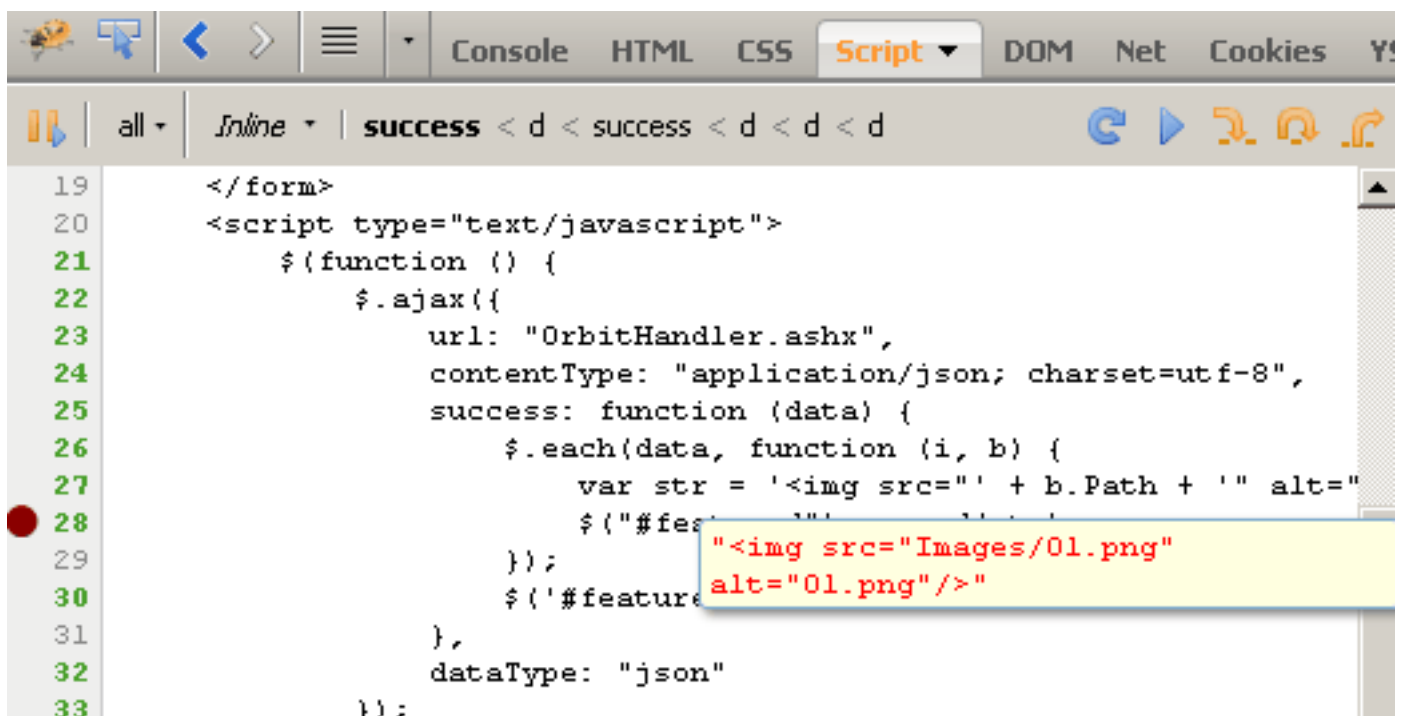 Console HTML CSS Script DOM Net Cookies
all Inline success < d < success < d < d < d
19 </form>
20 <script type="text/javascript">
21 $(function () {
22 $.ajax({
23 url: "OrbitHandler.ashx",
24 contentType: "application/json; charset=utf-8",
25 success: function (data) {
26 $.each(data, function (i, b) {
27 var str = '<img src="' + b.Path + '" alt="
28 $("#fea
"<img src="Images/01.png"
29 });
alt="01.png"/>"
30 $('#feature
31 },
32 dataType: "json"
33 });